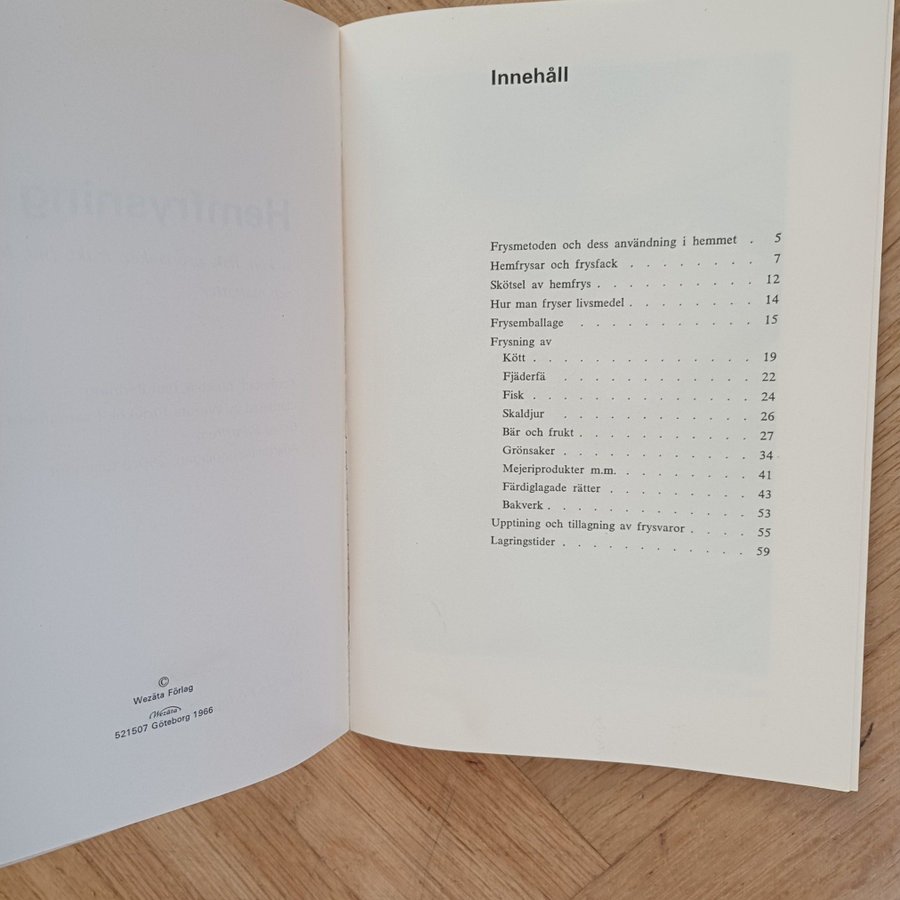 ©
Wezäta Förlag
Wezäta
521507 Göteborg 1966
Innehåll
Frysmetoden och dess användning i hemmet . 5
Hemfrysar och frysfack . . . . . . . . 7
Skötsel av hemfrys . . . . . . . . . . 12
Hur man fryser livsmedel . . . . . . . . 14
Frysemballage . . . . . . . . . . . 15
Frysning av
Kött . . . . . . . . . . . . . 19
Fjäderfä . . . . . . . . . . . 22
Fisk . . . . . . . . . . . . . 24
Skaldjur . . . . . . . . . . . 26
Bär och frukt . . . . . . . . . . 27
Grönsaker . . . . . . . . . . . 34
Mejeriprodukter m.m. . . . . . . . . 41
Färdiglagade rätter . . . . . . . . 43
Bakverk . . . . . . . . . . . . 53
Upptining och tillagning av frysvaror . . . . 55
Lagringstider . . . . . . . . . . . 59
Hemfrysning